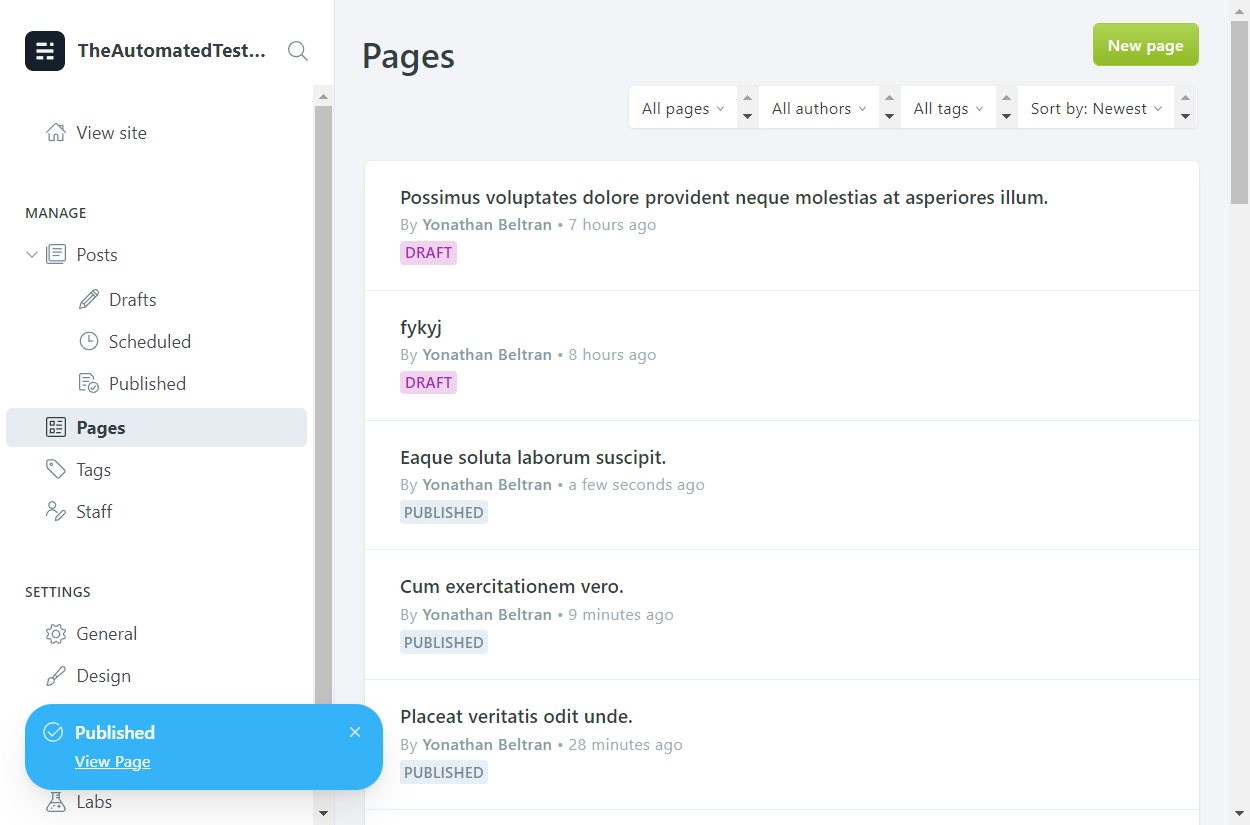 TheAutomatedTest...
View site
MANAGE
Posts
Drafts
Scheduled
Published
Pages
Tags
Staff
SETTINGS
General
Design
Published
View Page
Labs
Pages
New page
All pages
All authors
All tags
Sort by: Newest
Possimus voluptates dolore provident neque molestias at asperiores illum.
By Yonathan Beltran • 7 hours ago
DRAFT
fykyj
By Yonathan Beltran • 8 hours ago
DRAFT
Eaque soluta laborum suscipit.
By Yonathan Beltran • a few seconds ago
PUBLISHED
Cum exercitationem vero.
By Yonathan Beltran • 9 minutes ago
PUBLISHED
Placeat veritatis odit unde.
By Yonathan Beltran • 28 minutes ago
PUBLISHED